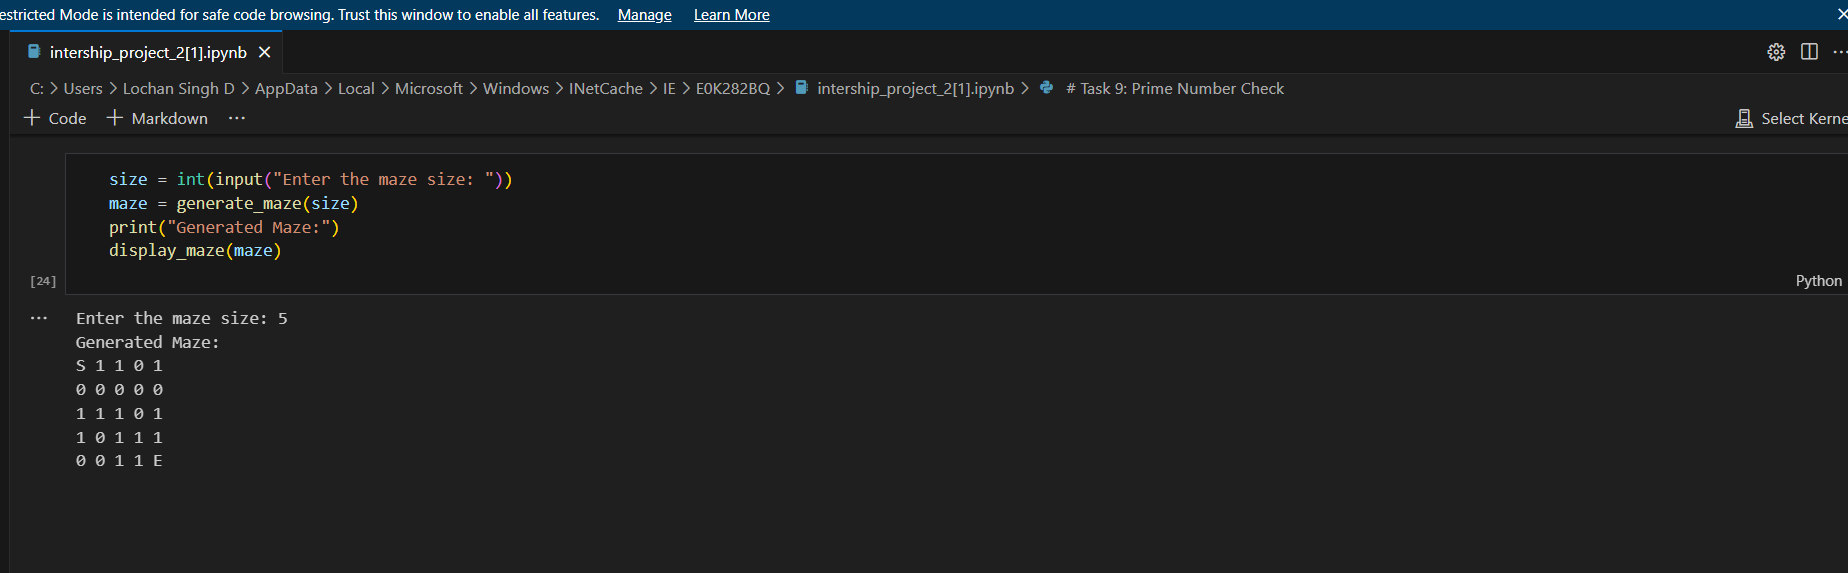 estricted Mode is intended for safe code browsing. Trust this window to enable all features. Manage Learn More
intership_project_2[1].ipynb
C: > Users > Lochan Singh D > AppData > Local > Microsoft > Windows > INetCache > IE > E0K282BQ > intership_project_2[1].ipynb > # Task 9: Prime Number Check
+ Code + Markdown ...
Select Kerne
size = int(input("Enter the maze size: "))
maze = generate_maze(size)
print("Generated Maze:")
display_maze(maze)
[24]
Python
... Enter the maze size: 5
Generated Maze:
S 1 1 0 1
0 0 0 0 0
1 1 1 0 1
1 0 1 1 1
0 0 1 1 E